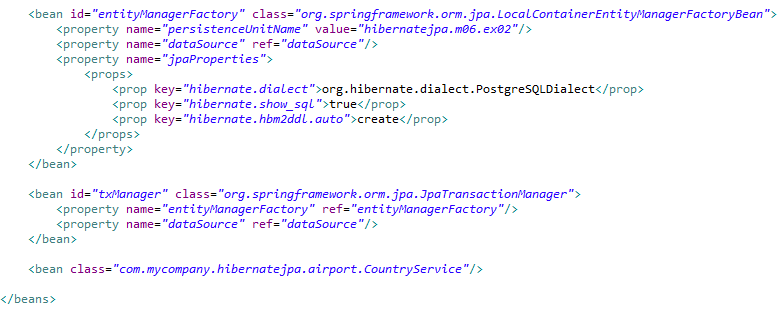 <bean id="entityManagerFactory" class="org.springframework.orm.jpa.LocalContainerEntityManagerFactoryBean">
<property name="persistenceUnitName" value="hibernatejpa.m06.ex02"/>
<property name="dataSource" ref="dataSource"/>
<property name="jpaProperties">
<props>
<prop key="hibernate.dialect">org.hibernate.dialect.PostgreSQLDialect</prop>
<prop key="hibernate.show_sql">true</prop>
<prop key="hibernate.hbm2ddl.auto">create</prop>
</props>
</property>
</bean>
<bean id="txManager" class="org.springframework.orm.jpa.JpaTransactionManager">
<property name="entityManagerFactory" ref="entityManagerFactory"/>
<property name="dataSource" ref="dataSource"/>
</bean>
<bean class="com.mycompany.hibernatejpa.airport.CountryService"/>
</beans>